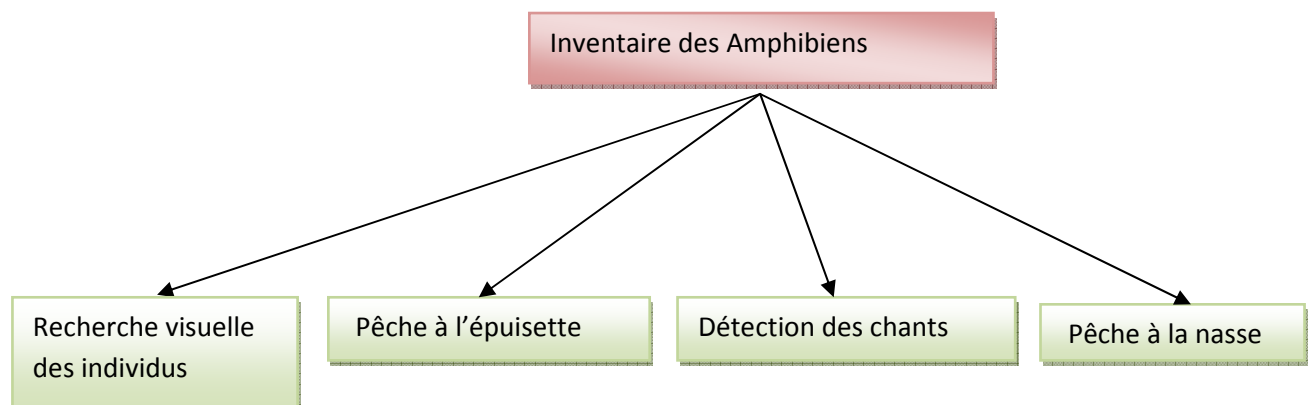 Inventaire des Amphibiens
Recherche visuelle
des individus
Pêche à l’épuisette
Détection des chants
Pêche à la nasse